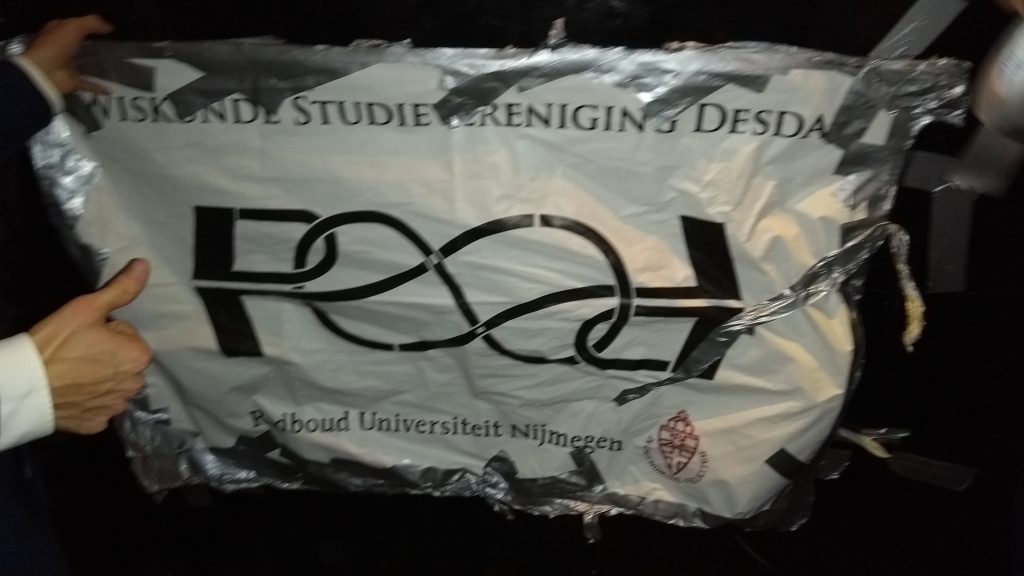 WISKUNDE STUDIEVERENIGING DESDA
Radboud Universiteit Nijmegen